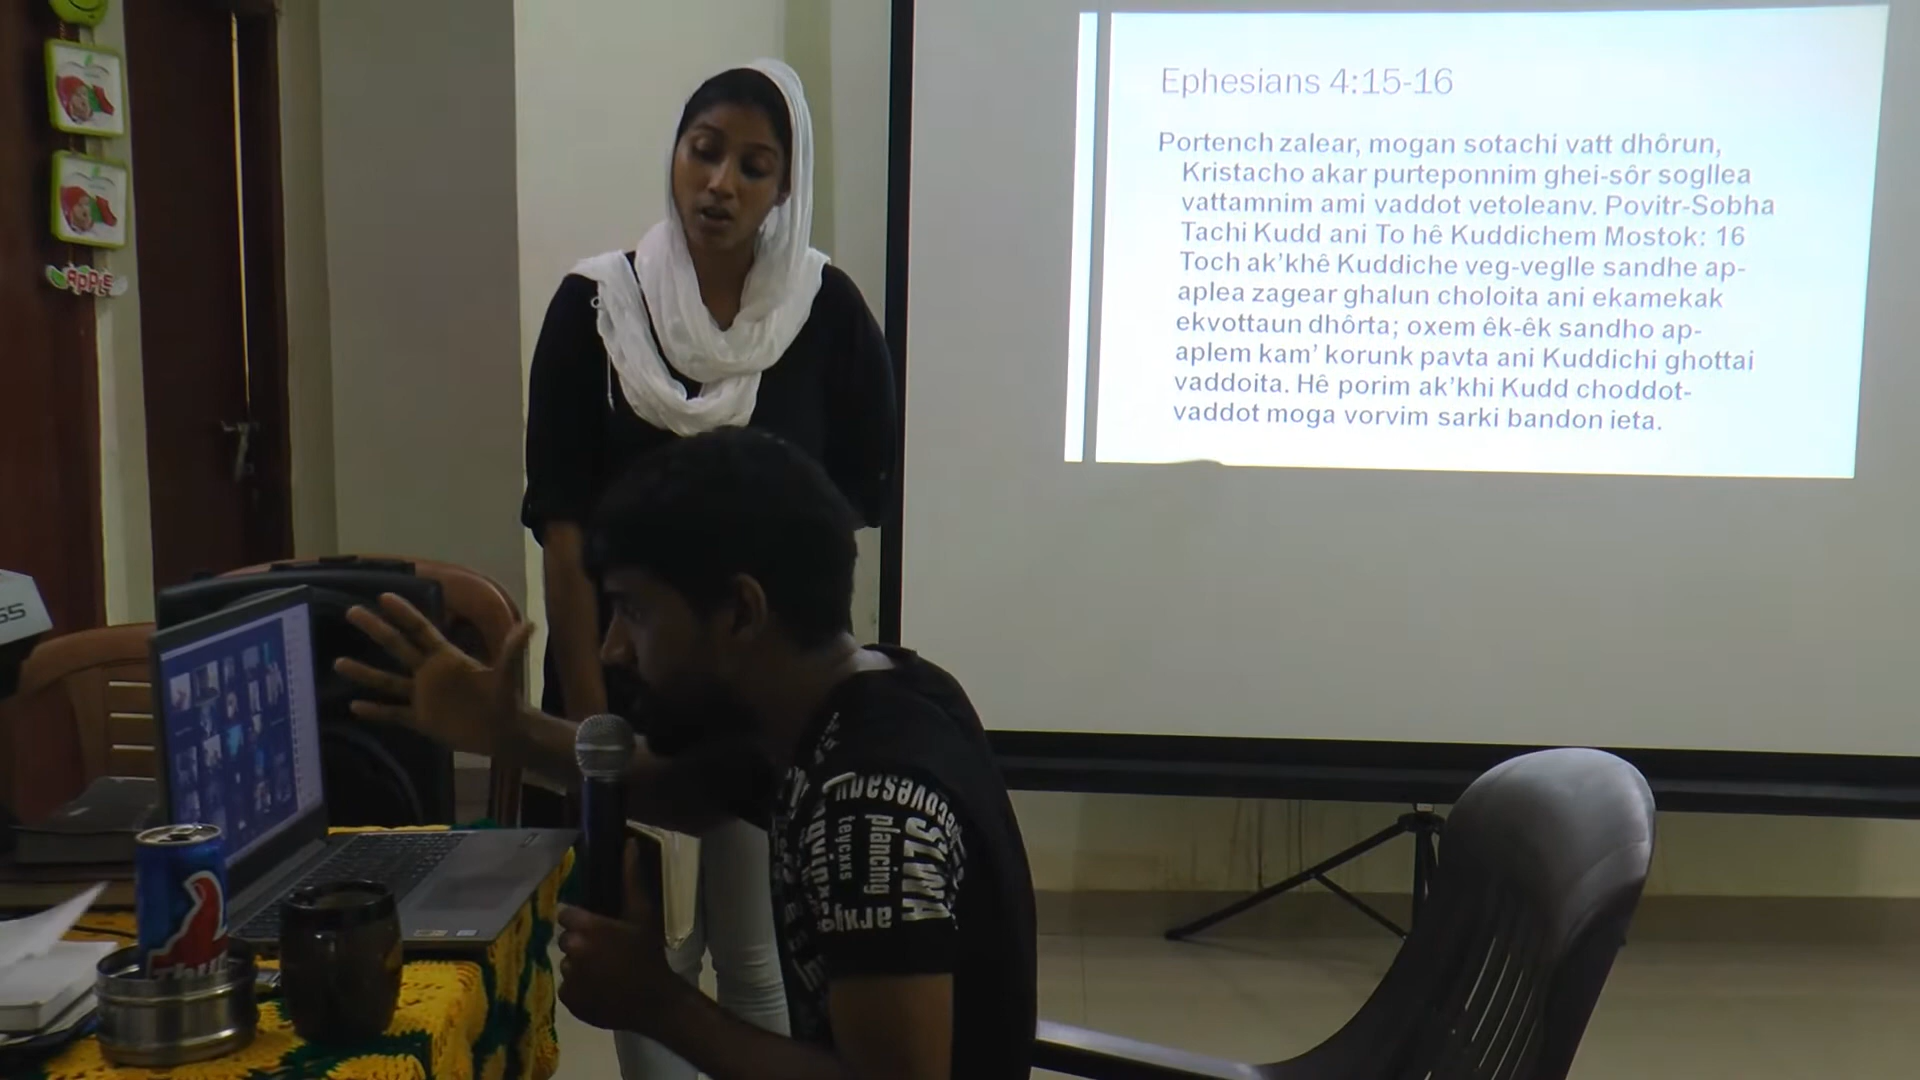 Ephesians 4:15-16
Portench zalear, mogan sotachi vatt dhôrun,
Kristacho akar purteponnim ghei-sôr sogllea
vattamnim ami vaddot vetoleanv. Povitr-Sobha
Tachi Kudd ani To hê Kuddichem Mostok: 16
Toch ak’khê Kuddiche veg-veglle sandhe ap-
aplea zagear ghalun choloita ani ekamekak
ekvottaun dhôrta; oxem êk-êk sandho ap-
aplem kam’ korunk pavta ani Kuddichi ghottai
vaddoita. Hê porim ak’khi Kudd choddot-
vaddot moga vorvim sarki bandon ieta.
APPLE
plancing
teycxxs